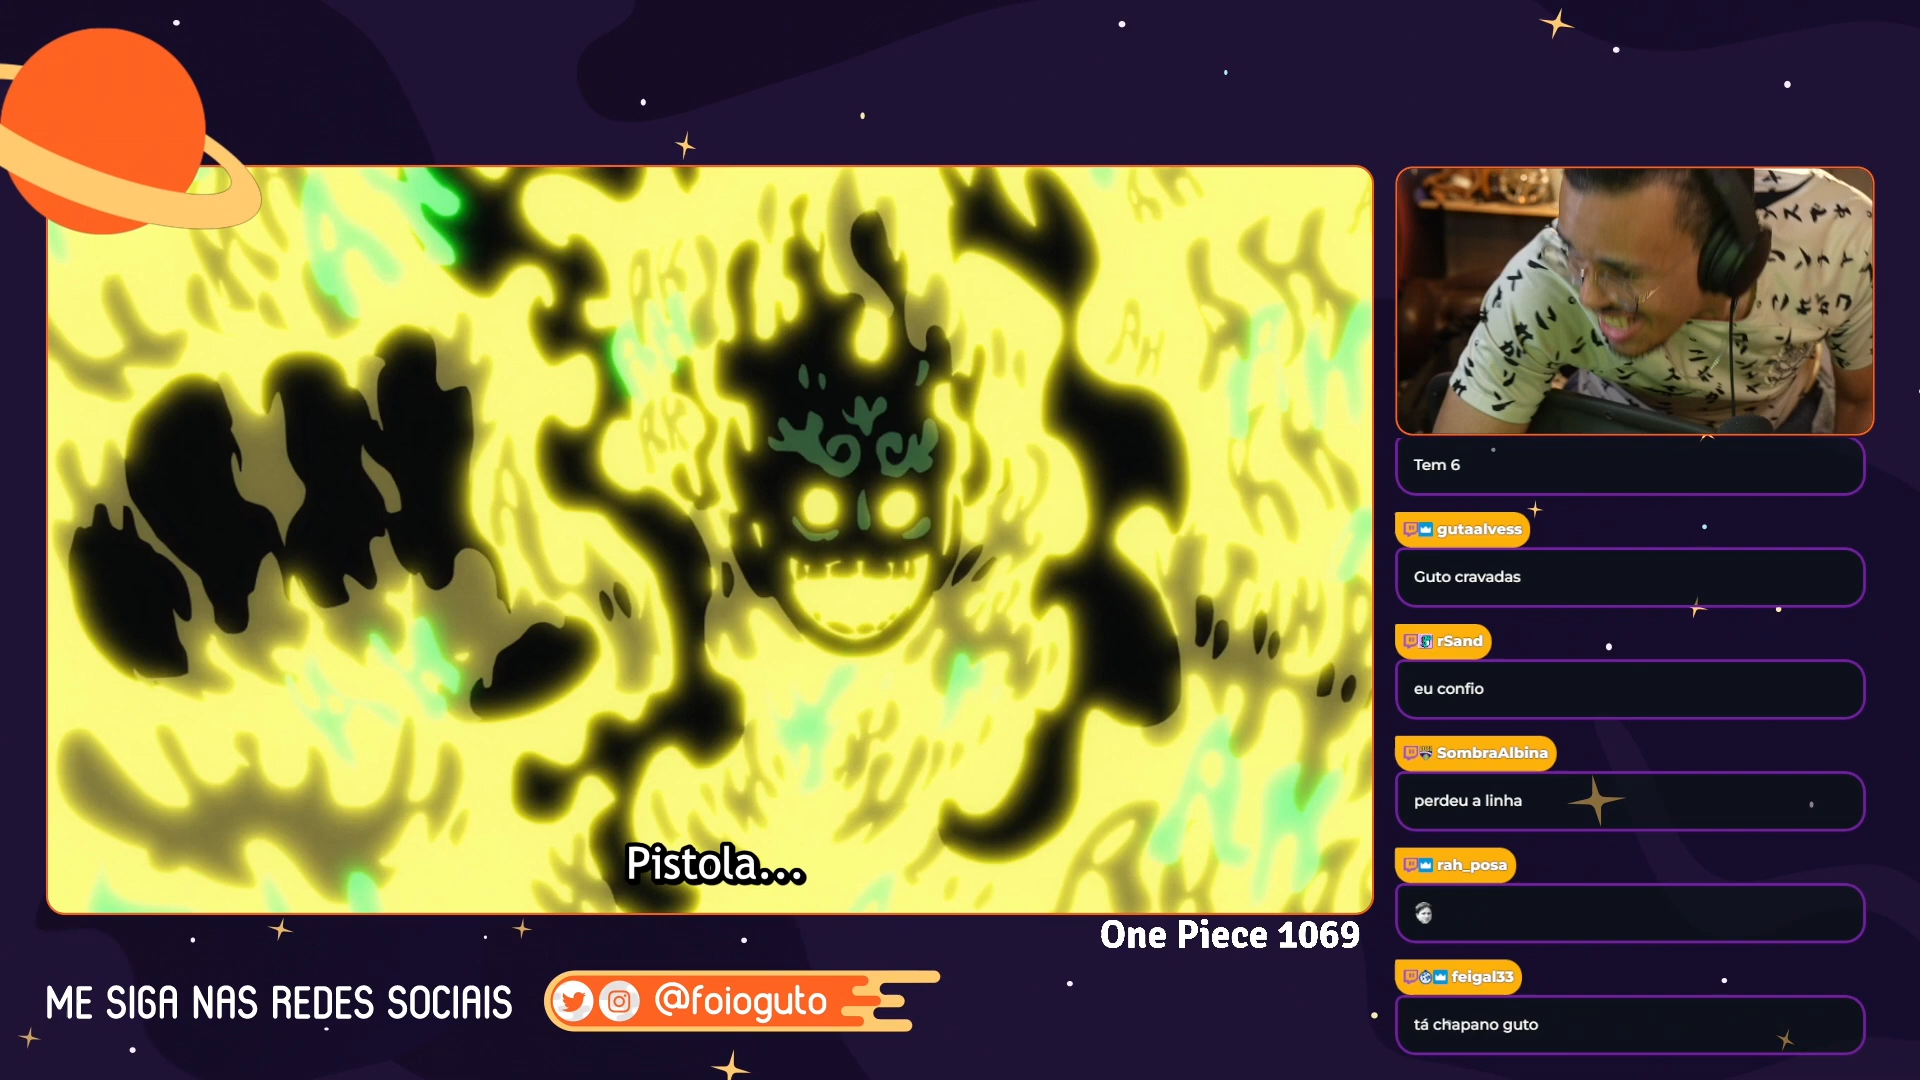 Pistola...
One Piece 1069
ME SIGA NAS REDES SOCIAIS
@foioguto
Tem 6
gutaalvess
Guto cravadas
rSand
eu confio
SombraAlbina
perdeu a linha
rah_posa
feigal33
tá chapano guto